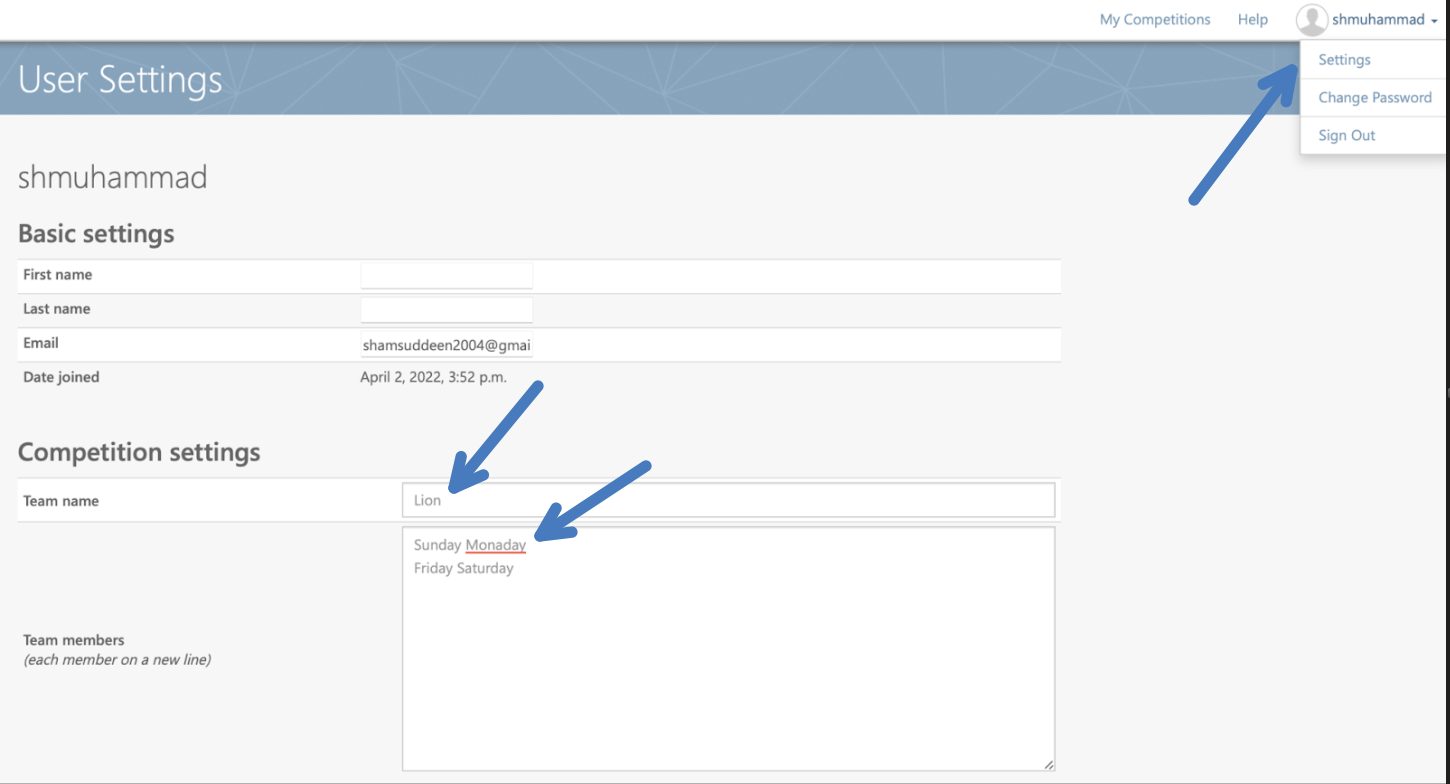 My Competitions Help shmuhammad
Settings
Change Password
Sign Out
User Settings
shmuhammad
Basic settings
First name
Last name
Email shamsuddeen2004@gmai
Date joined April 2, 2022, 3:52 p.m.
Competition settings
Team name Lion
Sunday Monaday
Friday Saturday
Team members
(each member on a new line)